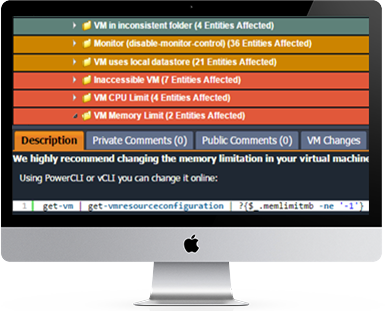 VM in inconsistent folder (4 Entities Affected)
Monitor (disable-monitor-control) (36 Entities Affected)
VM uses local datastore (21 Entities Affected)
Inaccessible VM (7 Entities Affected)
VM CPU Limit (4 Entities Affected)
VM Memory Limit (2 Entities Affected)
Description Private Comments (0) Public Comments (0) VM Changes
We highly recommend changing the memory limitation in your virtual machine
Using PowerCLI or vCLI you can change it online:
1 get-vm | get-vmresourceconfiguration | ?{$_.memlimitmb -ne '-1'}